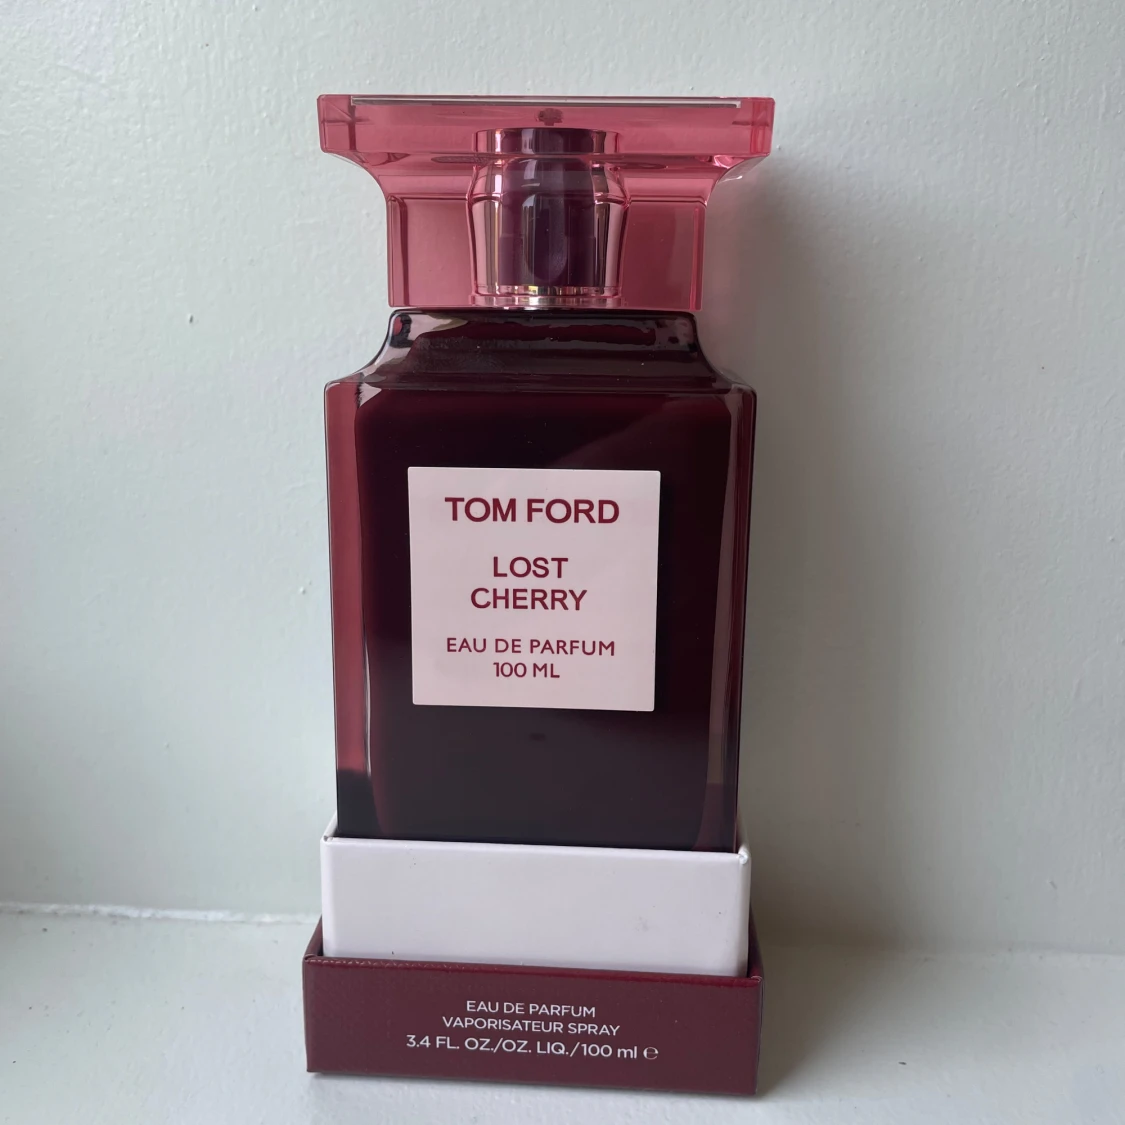 TOM FORD
LOST
CHERRY
EAU DE PARFUM
100 ML
EAU DE PARFUM
VAPORISATEUR SPRAY
3.4 FL. OZ./OZ. LIQ./100 ml ℮